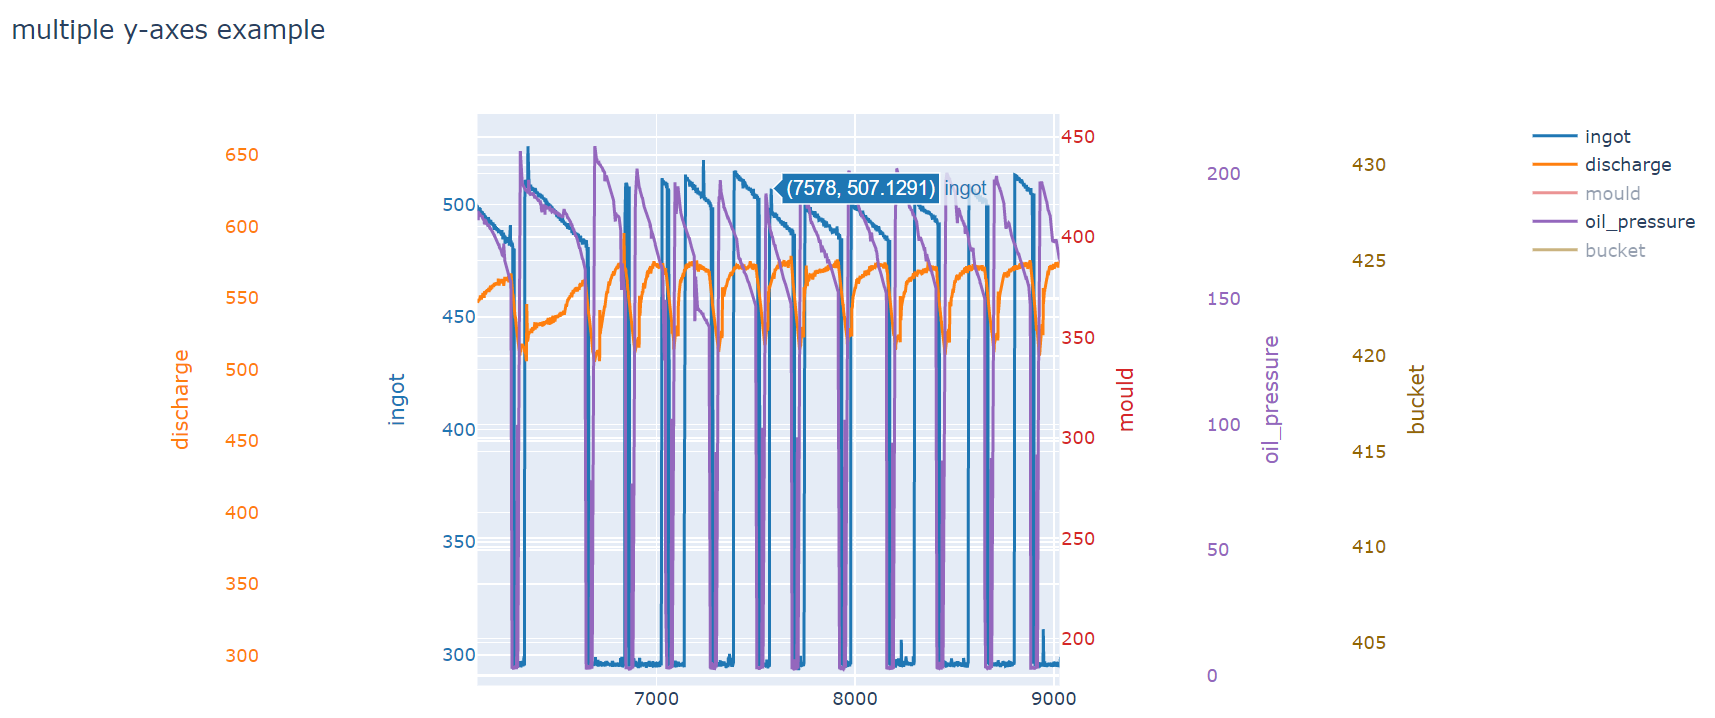 multiple y-axes example
650
600
550
500
450
400
350
300
discharge
500
450
400
350
300
ingot
(7578, 507.1291) ingot
7000
8000
9000
450
400
350
300
250
200
mould
200
150
100
50
0
oil_pressure
430
425
420
415
410
405
bucket
ingot
discharge
mould
oil_pressure
bucket